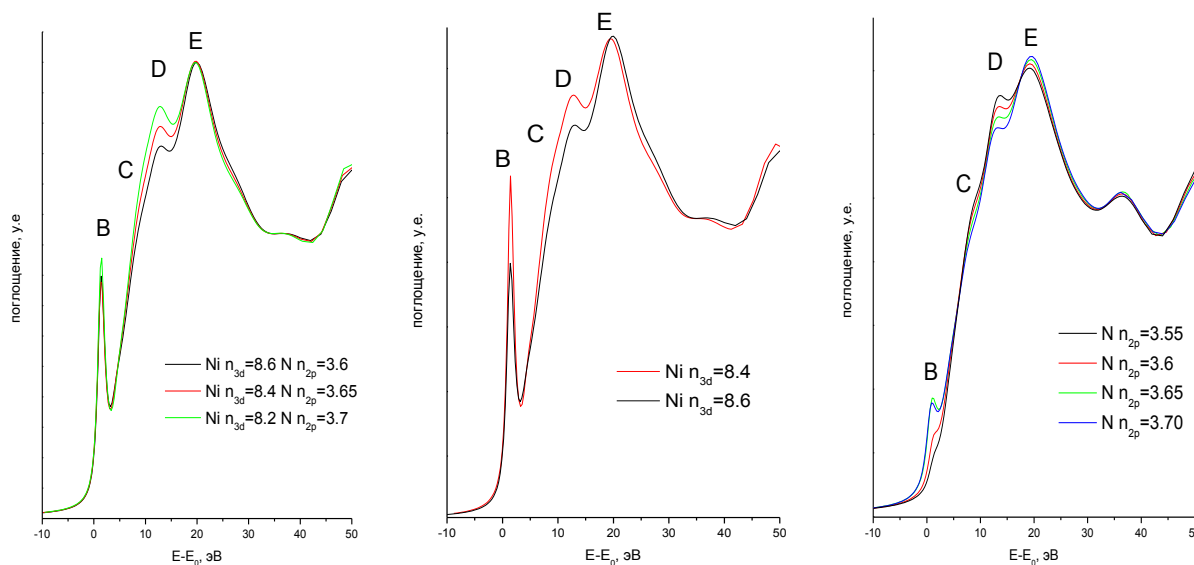 поглощение, у.е.
B
C
D
E
Ni n3d=8.6 N n2p=3.6
Ni n3d=8.4 N n2p=3.65
Ni n3d=8.2 N n2p=3.7
-10 0 10 20 30 40 50
E-E0, эВ
поглощение, у.е.
B
C
D
E
Ni n3d=8.4
Ni n3d=8.6
-10 0 10 20 30 40 50
E-E0, эВ
поглощение, у.е.
B
C
D
E
N n2p=3.55
N n2p=3.6
N n2p=3.65
N n2p=3.70
-10 0 10 20 30 40 50
E-E0, эВ